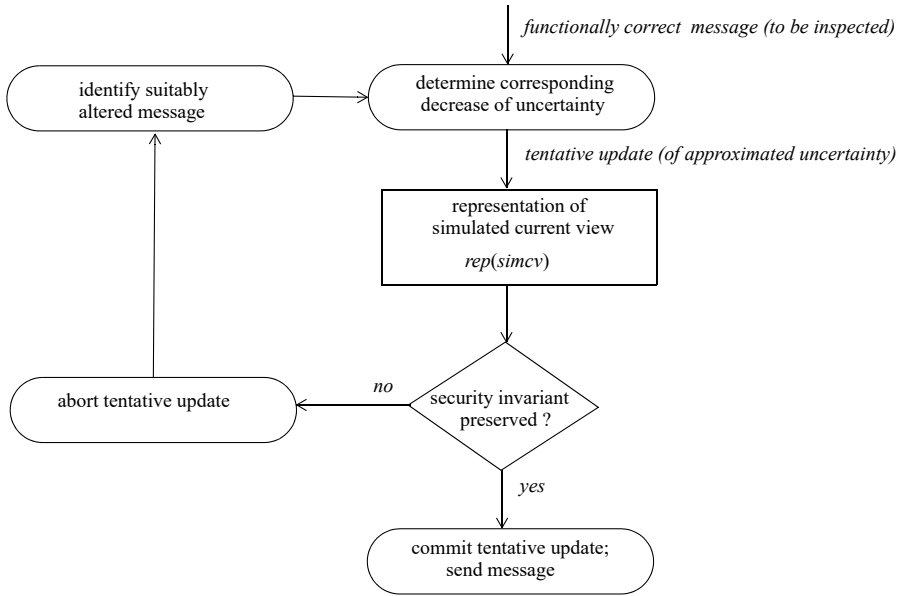 functionally correct message (to be inspected)
identify suitably
altered message
determine corresponding
decrease of uncertainty
tentative update (of approximated uncertainty)
representation of
simulated current view
rep(simcv)
abort tentative update
no
security invariant
preserved ?
yes
commit tentative update;
send message